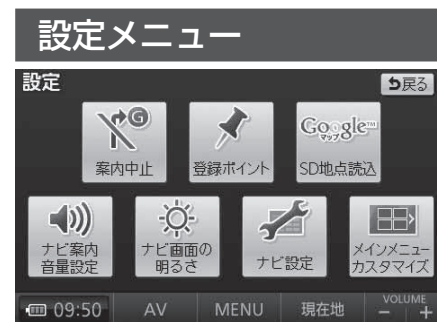 設定メニュー
設定
戻る
G
案内中止
登録ポイント
Google™
マップ
SD地点読込
ナビ案内
音量設定
ナビ画面の
明るさ
ナビ設定
メインメニュー
カスタマイズ
09:50 AV MENU 現在地 VOLUME
− +